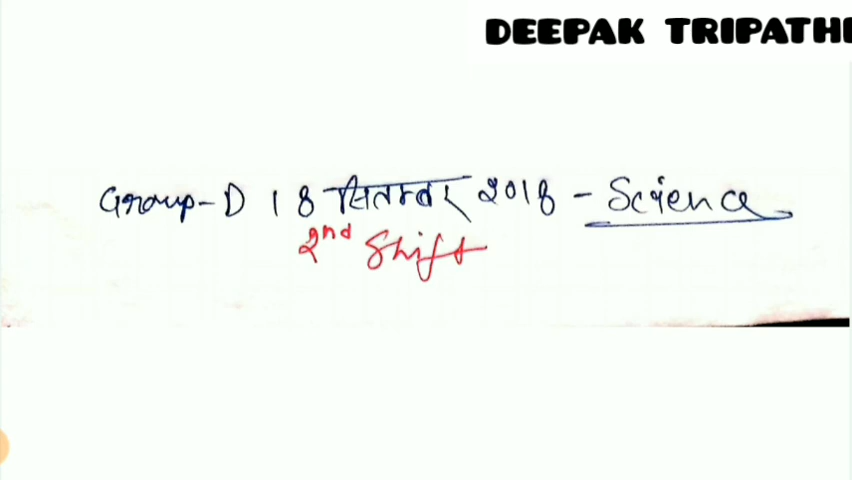 DEEPAK TRIPATHI
Group-D 18 सितम्बर 2018 - Science
2nd Shift